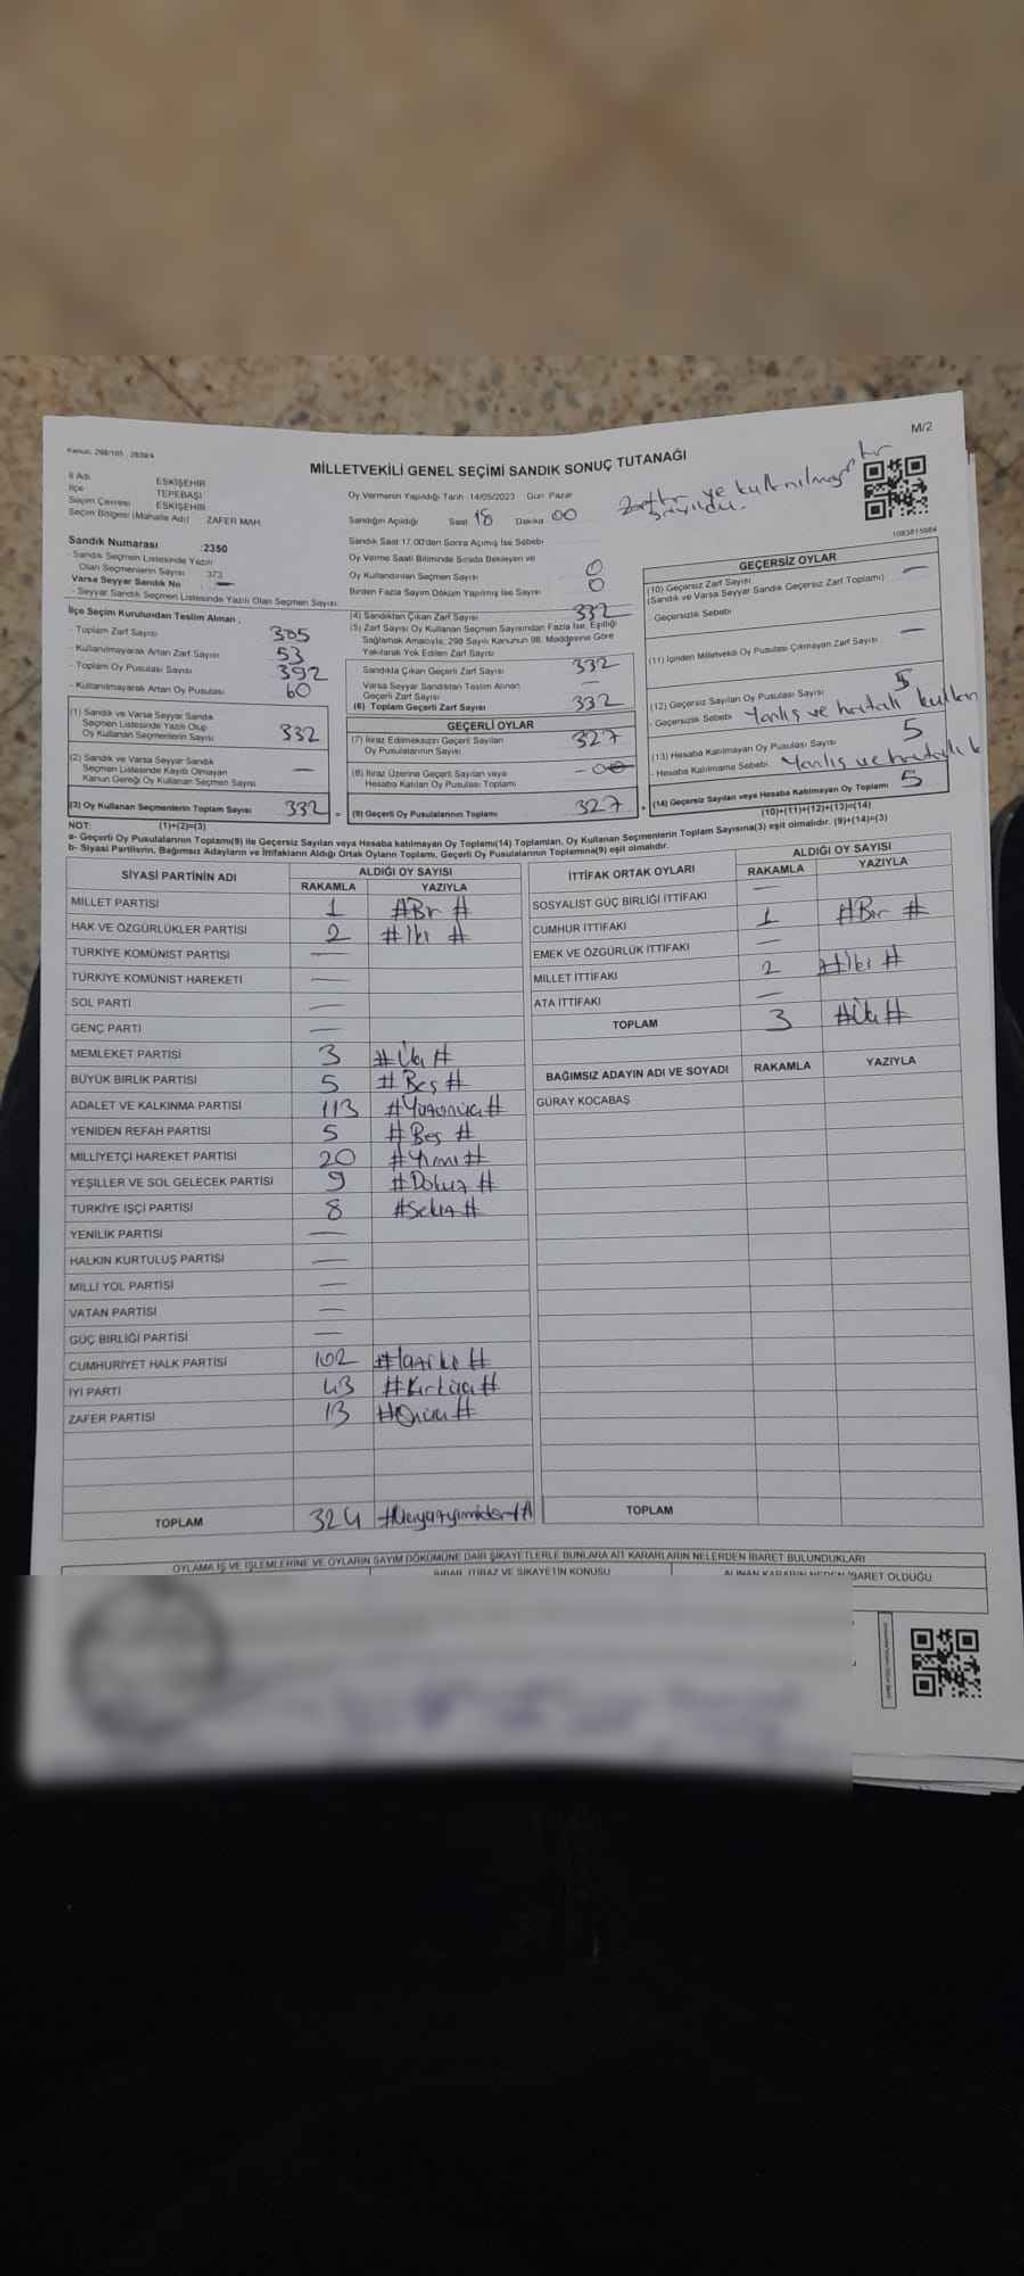 M/2
Kanun: 298/105, 2839/4
MİLLETVEKİLİ GENEL SEÇİMİ SANDIK SONUÇ TUTANAĞI
İl Adı ESKİŞEHİR
İlçe TEPEBAŞI
Seçim Çevresi ESKİŞEHİR
Seçim Bölgesi (Mahalle Adı) ZAFER MAH.
Oy Vermenin Yapıldığı Tarih :14/05/2023 Gün: Pazar
Sandığın Açıldığı Saat 18 Dakika 00
Sandık Saat 17.00'den Sonra Açılmış İse Sebebi
Oy Verme Saati Bitiminde Sırada Bekleyen ve
Oy Kullandırılan Seçmen Sayısı 0
Birden Fazla Sayım Döküm Yapılmış İse Sayısı 0
ve kullanılmayan
sayıldı.
Sandık Numarası :2350
- Sandık Seçmen Listesinde Yazılı
Olan Seçmenlerin Sayısı 373
Varsa Seyyar Sandık No —
- Seyyar Sandık Seçmen Listesinde Yazılı Olan Seçmen Sayısı
İlçe Seçim Kurulundan Teslim Alınan ;
- Toplam Zarf Sayısı 385
- Kullanılmayarak Artan Zarf Sayısı 53
- Toplam Oy Pusulası Sayısı 392
- Kullanılmayarak Artan Oy Pusulası 60
(1) Sandık ve Varsa Seyyar Sandık
Seçmen Listesinde Yazılı Olup
Oy Kullanan Seçmenlerin Sayısı 332
(2) Sandık ve Varsa Seyyar Sandık
Seçmen Listesinde Kaydı Olmayan
Kanun Gereği Oy Kullanan Seçmen Sayısı —
(3) Oy Kullanan Seçmenlerin Toplam Sayısı 332
(1)+(2)=(3)
(4) Sandıktan Çıkan Zarf Sayısı 332
(5) Zarf Sayısı Oy Kullanan Seçmen Sayısından Fazla İse, Eşitliği
Sağlamak Amacıyla, 298 Sayılı Kanunun 98. Maddesine Göre
Yakılarak Yok Edilen Zarf Sayısı
Sandıkta Çıkan Geçerli Zarf Sayısı 332
Varsa Seyyar Sandıktan Teslim Alınan
Geçerli Zarf Sayısı —
(6) Toplam Geçerli Zarf Sayısı 332
GEÇERLİ OYLAR
(7) İtiraz Edilmeksizin Geçerli Sayılan
Oy Pusulalarının Sayısı 327
(8) İtiraz Üzerine Geçerli Sayılan veya
Hesaba Katılan Oy Pusulası Toplamı
(9) Geçerli Oy Pusulalarının Toplamı 327
GEÇERSİZ OYLAR
(10) Geçersiz Zarf Sayısı —
(Sandık ve Varsa Seyyar Sandık Geçersiz Zarf Toplamı)
Geçersizlik Sebebi
(11) İçinden Milletvekili Oy Pusulası Çıkmayan Zarf Sayısı —
(12) Geçersiz Sayılan Oy Pusulası Sayısı 5
- Geçersizlik Sebebi Yanlış ve hatalı kullan
(13) Hesaba Katılmayan Oy Pusulası Sayısı 5
- Hesaba Katılmama Sebebi Yanlış ve
(14) Geçersiz Sayılan veya Hesaba Katılmayan Oy Toplamı 5
(10)+(11)+(12)+(13)=(14)
NOT:
a- Geçerli Oy Pusulalarının Toplamı(9) ile Geçersiz Sayılan veya Hesaba katılmayan Oy Toplamı(14) Toplamları, Oy Kullanan Seçmenlerin Toplam Sayısına(3) eşit olmalıdır. (9)+(14)=(3)
b- Siyasi Partilerin, Bağımsız Adayların ve İttifakların Aldığı Ortak Oyların Toplamı, Geçerli Oy Pusulalarının Toplamına(9) eşit olmalıdır.
SİYASİ PARTİNİN ADI ALDIĞI OY SAYISI
RAKAMLA YAZIYLA
MİLLET PARTİSİ 1 #Bir #
HAK VE ÖZGÜRLÜKLER PARTİSİ 2 #İki #
TÜRKİYE KOMÜNİST PARTİSİ —
TÜRKİYE KOMÜNİST HAREKETİ —
SOL PARTİ —
GENÇ PARTİ —
MEMLEKET PARTİSİ 3 #Üç #
BÜYÜK BİRLİK PARTİSİ 5 #Beş #
ADALET VE KALKINMA PARTİSİ 113 #Yüzonüç#
YENİDEN REFAH PARTİSİ 5 #Beş #
MİLLİYETÇİ HAREKET PARTİSİ 20 #Yirmi#
YEŞİLLER VE SOL GELECEK PARTİSİ 9 #Dokuz #
TÜRKİYE İŞÇİ PARTİSİ 8 #Sekiz #
YENİLİK PARTİSİ —
HALKIN KURTULUŞ PARTİSİ —
MİLLİ YOL PARTİSİ —
VATAN PARTİSİ —
GÜÇ BİRLİĞİ PARTİSİ —
CUMHURİYET HALK PARTİSİ 102 #Yüziki #
İYİ PARTİ 43 #Kırküç#
ZAFER PARTİSİ 13 #Onüç #
TOPLAM 324 #Üçyüzyirmidört#
İTTİFAK ORTAK OYLARI ALDIĞI OY SAYISI
RAKAMLA YAZIYLA
SOSYALİST GÜÇ BİRLİĞİ İTTİFAKI —
CUMHUR İTTİFAKI 1 #Bir #
EMEK VE ÖZGÜRLÜK İTTİFAKI —
MİLLET İTTİFAKI 2 #İki #
ATA İTTİFAKI —
TOPLAM 3 #Üç#
BAĞIMSIZ ADAYIN ADI VE SOYADI RAKAMLA YAZIYLA
GÜRAY KOCABAŞ
TOPLAM
OYLAMA İŞ VE İŞLEMLERİNE VE OYLARIN SAYIM DÖKÜMÜNE DAİR ŞİKAYETLERLE BUNLARA AİT KARARLARIN NELERDEN İBARET BULUNDUKLARI
İTİRAZ VE ŞİKAYETİN KONUSU
ALINAN KARARIN NEDEN İBARET OLDUĞU